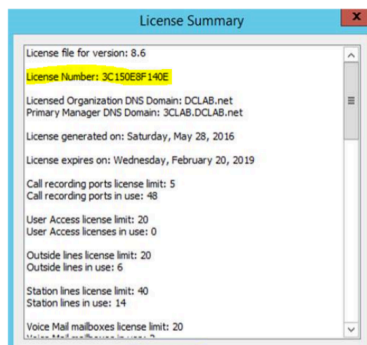 License Summary
x
License file for version: 8.6
License Number: 3C150E8F140E
Licensed Organization DNS Domain: DCLAB.net
Primary Manager DNS Domain: 3CLAB.DCLAB.net
License generated on: Saturday, May 28, 2016
License expires on: Wednesday, February 20, 2019
Call recording ports license limit: 5
Call recording ports in use: 48
User Access license limit: 20
User Access licenses in use: 0
Outside lines license limit: 20
Outside lines in use: 6
Station lines license limit: 40
Station lines in use: 14
Voice Mail mailboxes license limit: 20